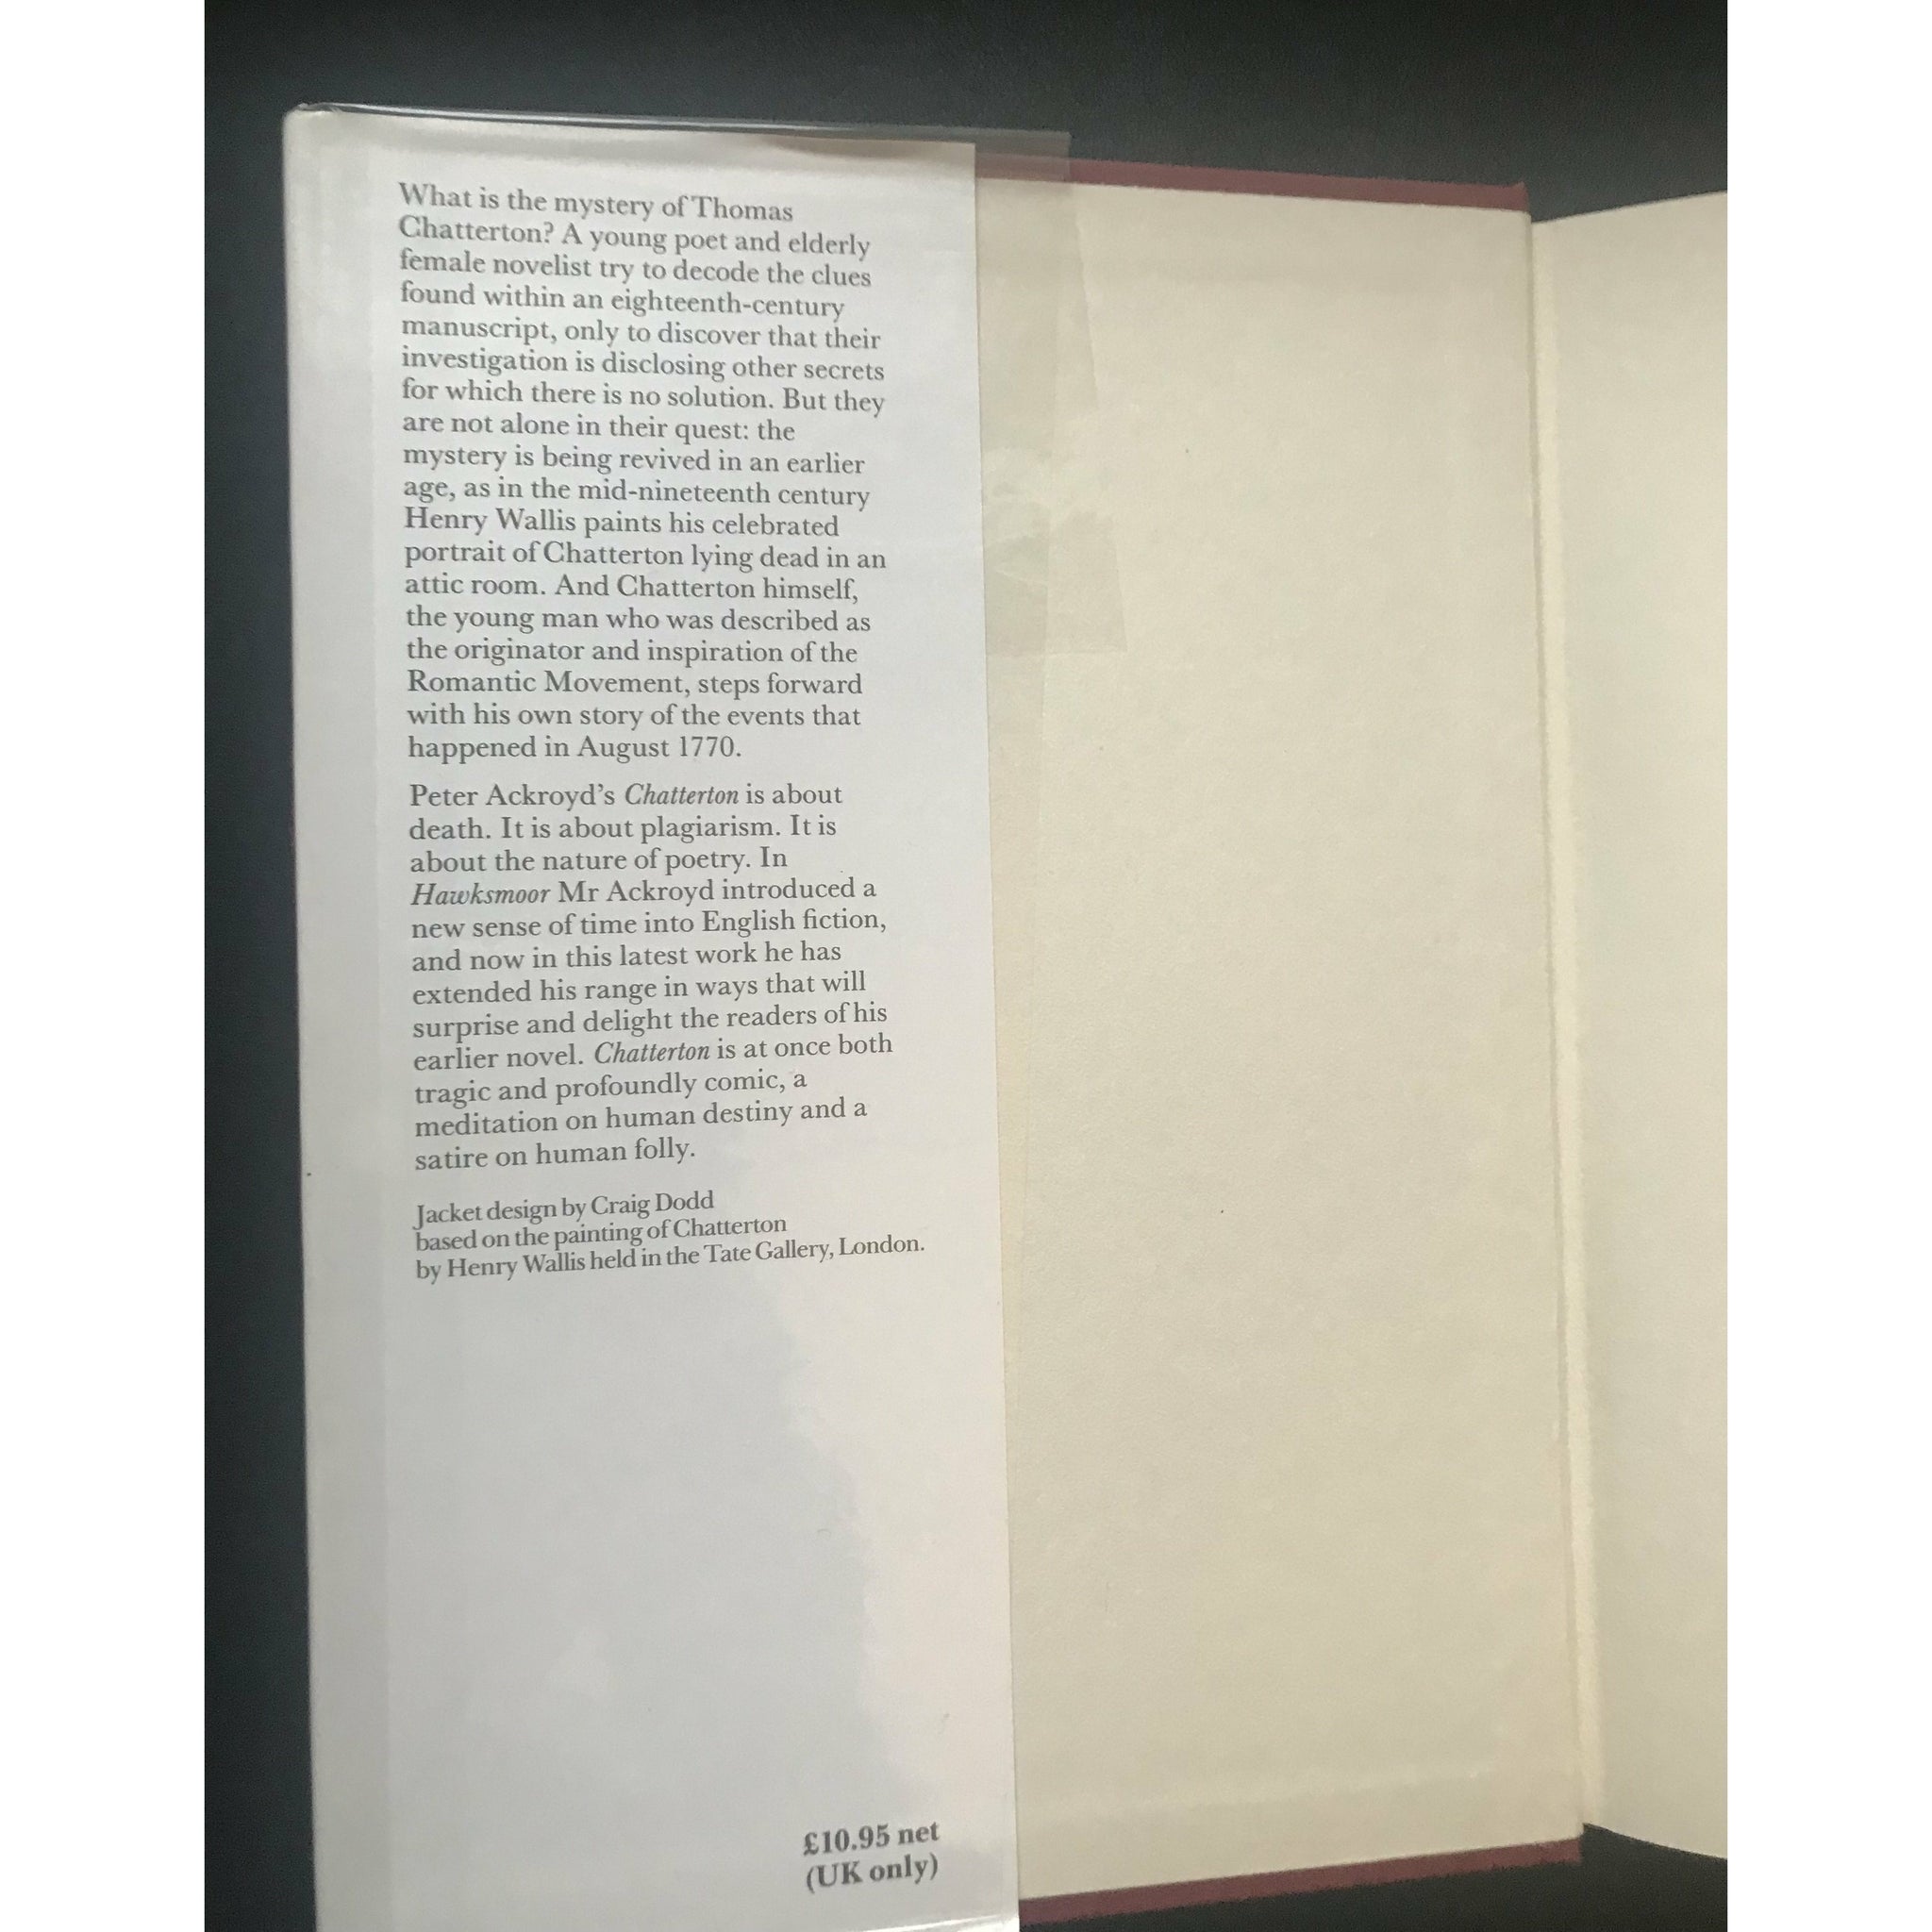 What is the mystery of Thomas
Chatterton? A young poet and elderly
female novelist try to decode the clues
found within an eighteenth-century
manuscript, only to discover that their
investigation is disclosing other secrets
for which there is no solution. But they
are not alone in their quest: the
mystery is being revived in an earlier
age, as in the mid-nineteenth century
Henry Wallis paints his celebrated
portrait of Chatterton lying dead in an
attic room. And Chatterton himself,
the young man who was described as
the originator and inspiration of the
Romantic Movement, steps forward
with his own story of the events that
happened in August 1770.
Peter Ackroyd's Chatterton is about
death. It is about plagiarism. It is
about the nature of poetry. In
Hawksmoor Mr Ackroyd introduced a
new sense of time into English fiction,
and now in this latest work he has
extended his range in ways that will
surprise and delight the readers of his
earlier novel. Chatterton is at once both
tragic and profoundly comic, a
meditation on human destiny and a
satire on human folly.
Jacket design by Craig Dodd
based on the painting of Chatterton
by Henry Wallis held in the Tate Gallery, London.
£10.95 net
(UK only)